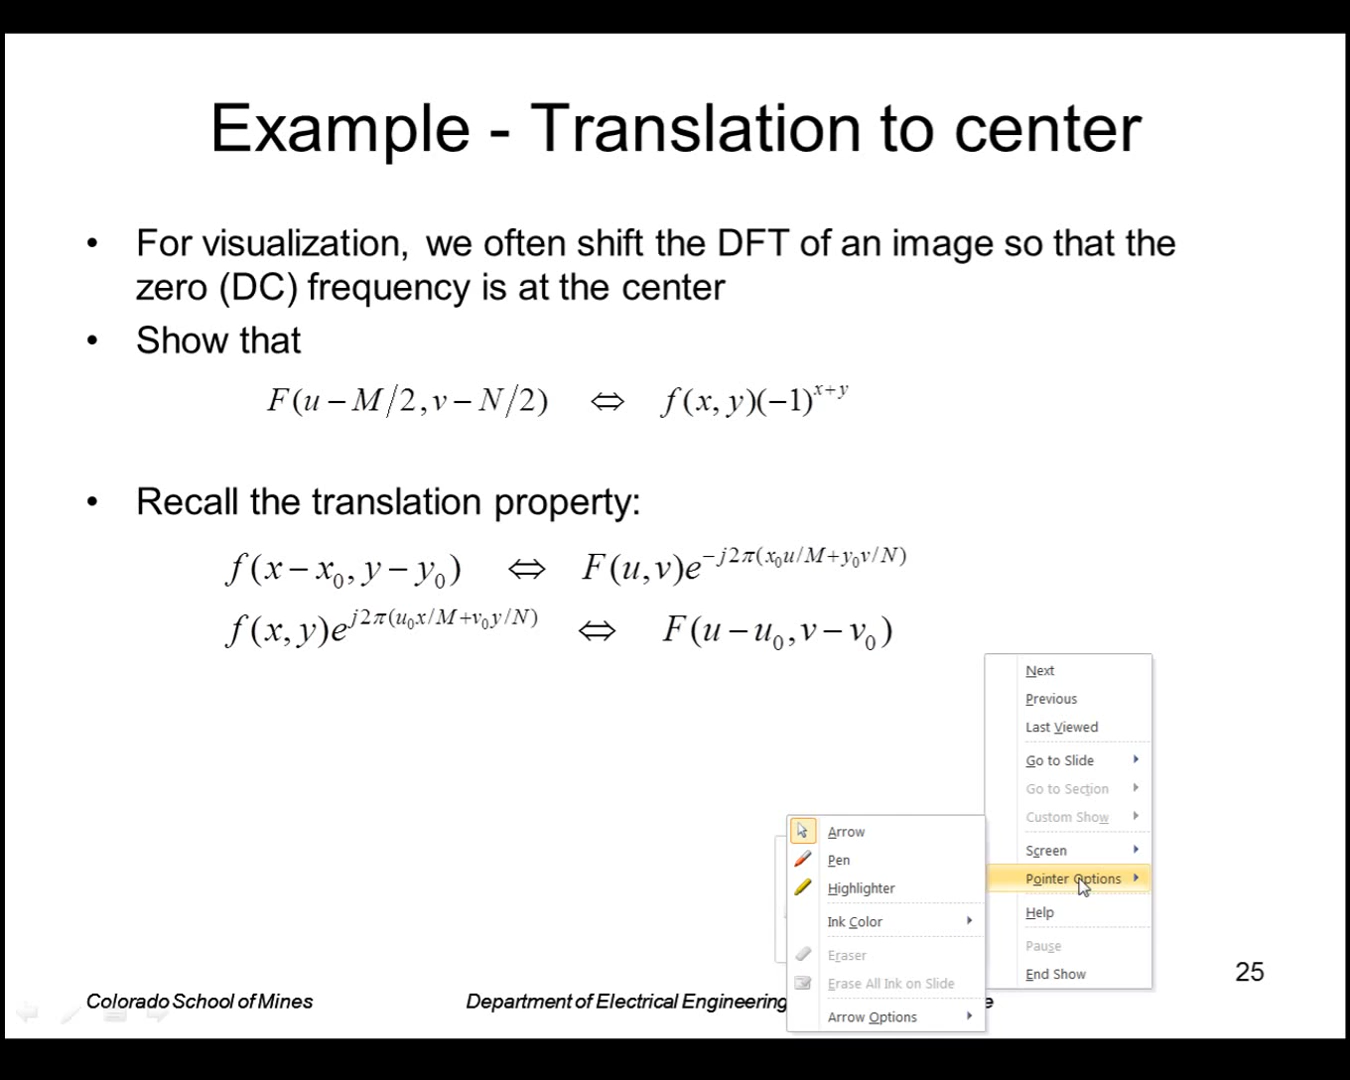 Example - Translation to center
• For visualization, we often shift the DFT of an image so that the
zero (DC) frequency is at the center
• Show that
F(u − M/2, v − N/2) ⇔ f(x, y)(−1)^{x+y}
• Recall the translation property:
f(x − x₀, y − y₀) ⇔ F(u, v)e^{−j2π(x₀u/M+y₀v/N)}
f(x, y)e^{j2π(u₀x/M+v₀y/N)} ⇔ F(u − u₀, v − v₀)
Next
Previous
Last Viewed
Go to Slide
Go to Section
Custom Show
Screen
Pointer Options
Help
Pause
End Show
Arrow
Pen
Highlighter
Ink Color
Eraser
Erase All Ink on Slide
Arrow Options
25
Colorado School of Mines
Department of Electrical Engineering
e